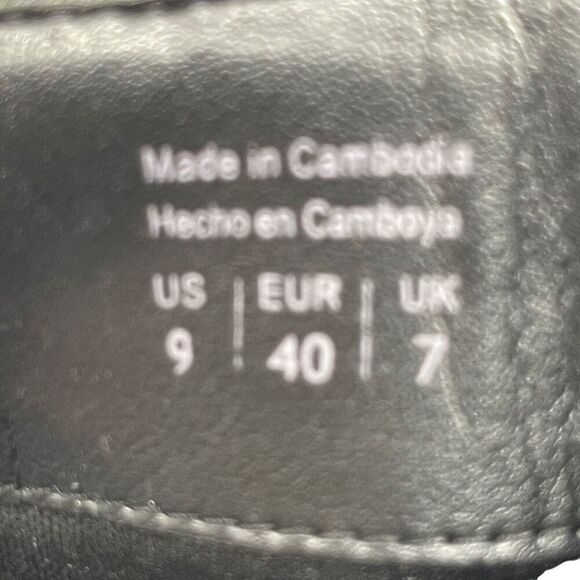 Made in Cambodia
Hecho en Camboya
US | EUR | UK
9 | 40 | 7